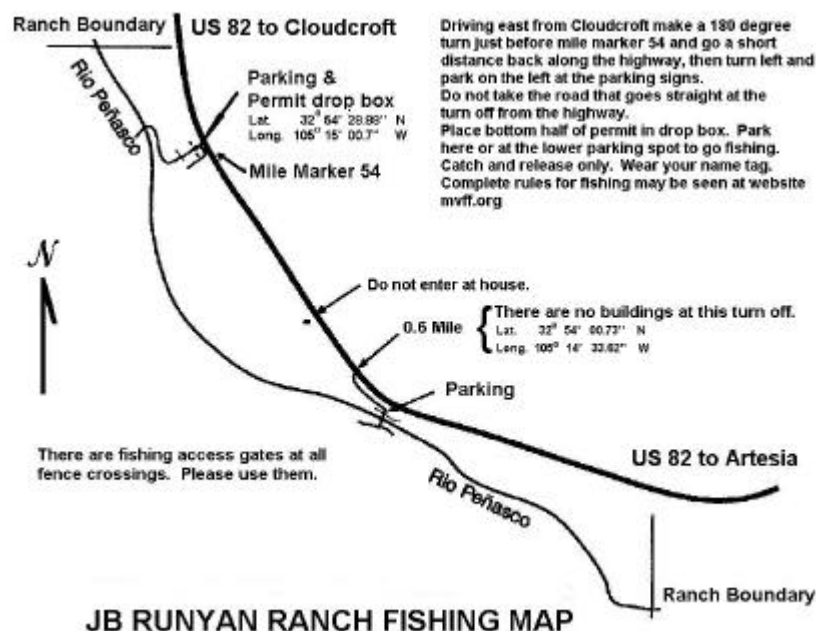 Ranch Boundary
US 82 to Cloudcroft
Driving east from Cloudcroft make a 180 degree
turn just before mile marker 54 and go a short
distance back along the highway, then turn left and
park on the left at the parking signs.
Do not take the road that goes straight at the
turn off from the highway.
Place bottom half of permit in drop box. Park
here or at the lower parking spot to go fishing.
Catch and release only. Wear your name tag.
Complete rules for fishing may be seen at website
mvff.org
Rio Peñasco
Parking &
Permit drop box
Lat. 32° 54' 28.88" N
Long. 105° 15' 00.7" W
Mile Marker 54
N
Do not enter at house.
0.6 Mile
There are no buildings at this turn off.
Lat. 32° 54' 00.73" N
Long. 105° 14' 33.62" W
Parking
There are fishing access gates at all
fence crossings. Please use them.
US 82 to Artesia
Rio Peñasco
Ranch Boundary
JB RUNYAN RANCH FISHING MAP